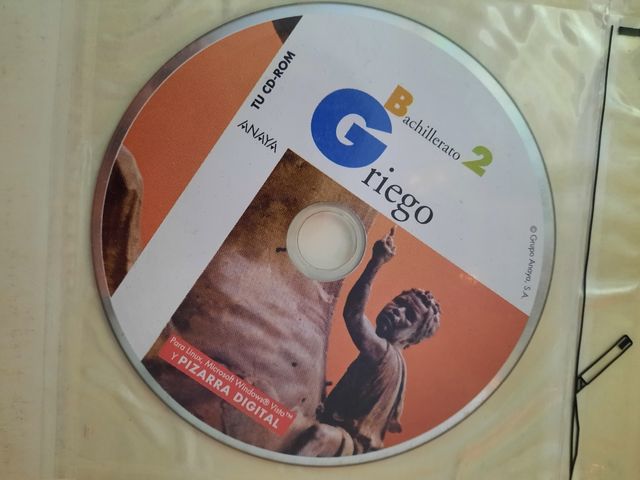 TU CD-ROM
ANAYA
Bachillerato 2
Griego
© Grupo Anaya, S.A.
Para Linux, Microsoft Windows® Vista™
Y PIZARRA DIGITAL